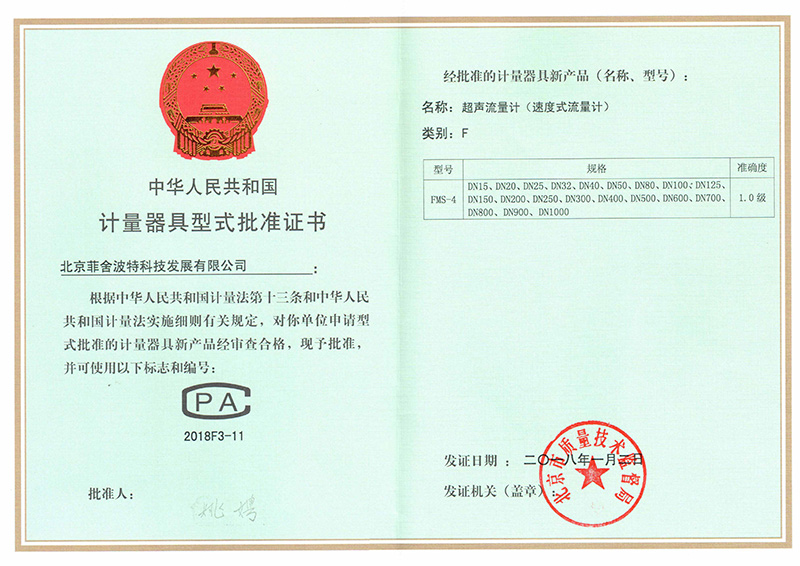 中华人民共和国
计量器具型式批准证书
北京菲舍波特科技发展有限公司：
根据中华人民共和国计量法第十三条和中华人民
共和国计量法实施细则有关规定，对你单位申请型
式批准的计量器具新产品经审查合格，现予批准，
并可使用以下标志和编号：
CPA
2018F3-11
批准人：
经批准的计量器具新产品（名称、型号）：
名称：超声流量计（速度式流量计）
类别：F
型号 规格 准确度
FMS-4 DN15、DN20、DN25、DN32、DN40、DN50、DN80、DN100、DN125、 1.0级
DN150、DN200、DN250、DN300、DN400、DN500、DN600、DN700、
DN800、DN900、DN1000
发证日期：二〇一八年一月二日
发证机关（盖章）：
北京市质量技术监督局